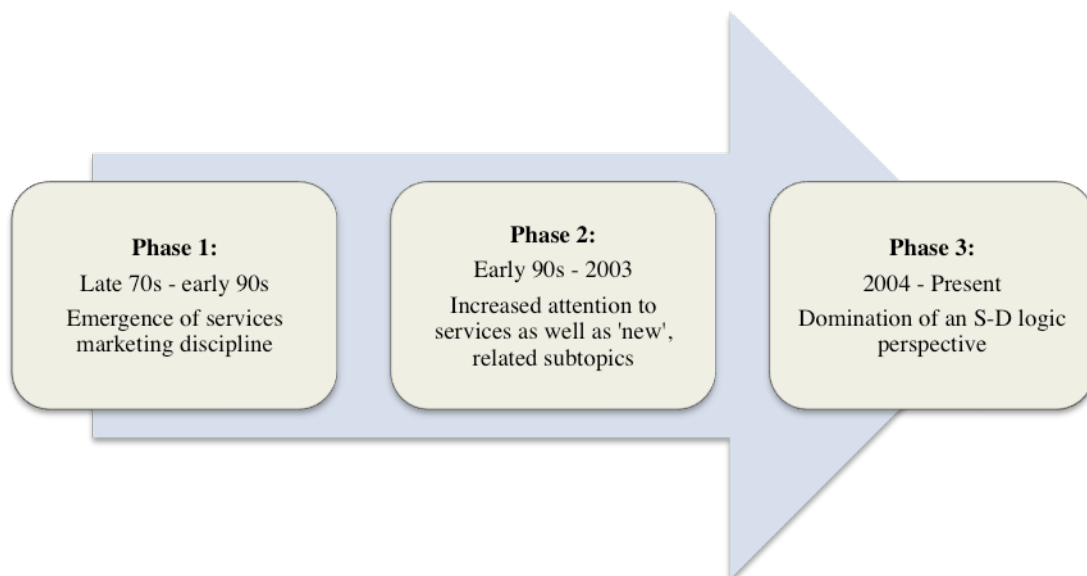 Phase 1:
Late 70s - early 90s
Emergence of services
marketing discipline
Phase 2:
Early 90s - 2003
Increased attention to
services as well as 'new',
related subtopics
Phase 3:
2004 - Present
Domination of an S-D logic
perspective